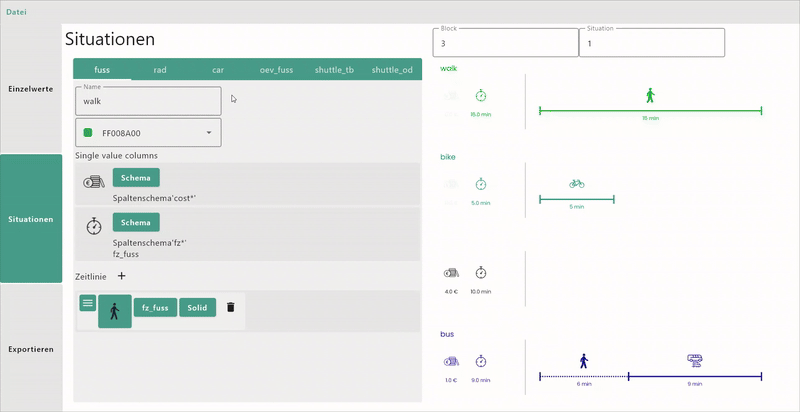 Datei
Einzelwerte
Situationen
Exportieren
Situationen
fuss rad car oev_fuss shuttle_tb shuttle_od
Name
walk
FF008A00
Single value columns
Schema
Spaltenschema'cost*'
Schema
Spaltenschema'fz*'
fz_fuss
Zeitlinie +
fz_fuss Solid
Block
3
Situation
1
walk
19.0 min
19 min
bike
5.0 min
5 min
4.0 € 10.0 min
bus
1.0 € 9.0 min
6 min 9 min